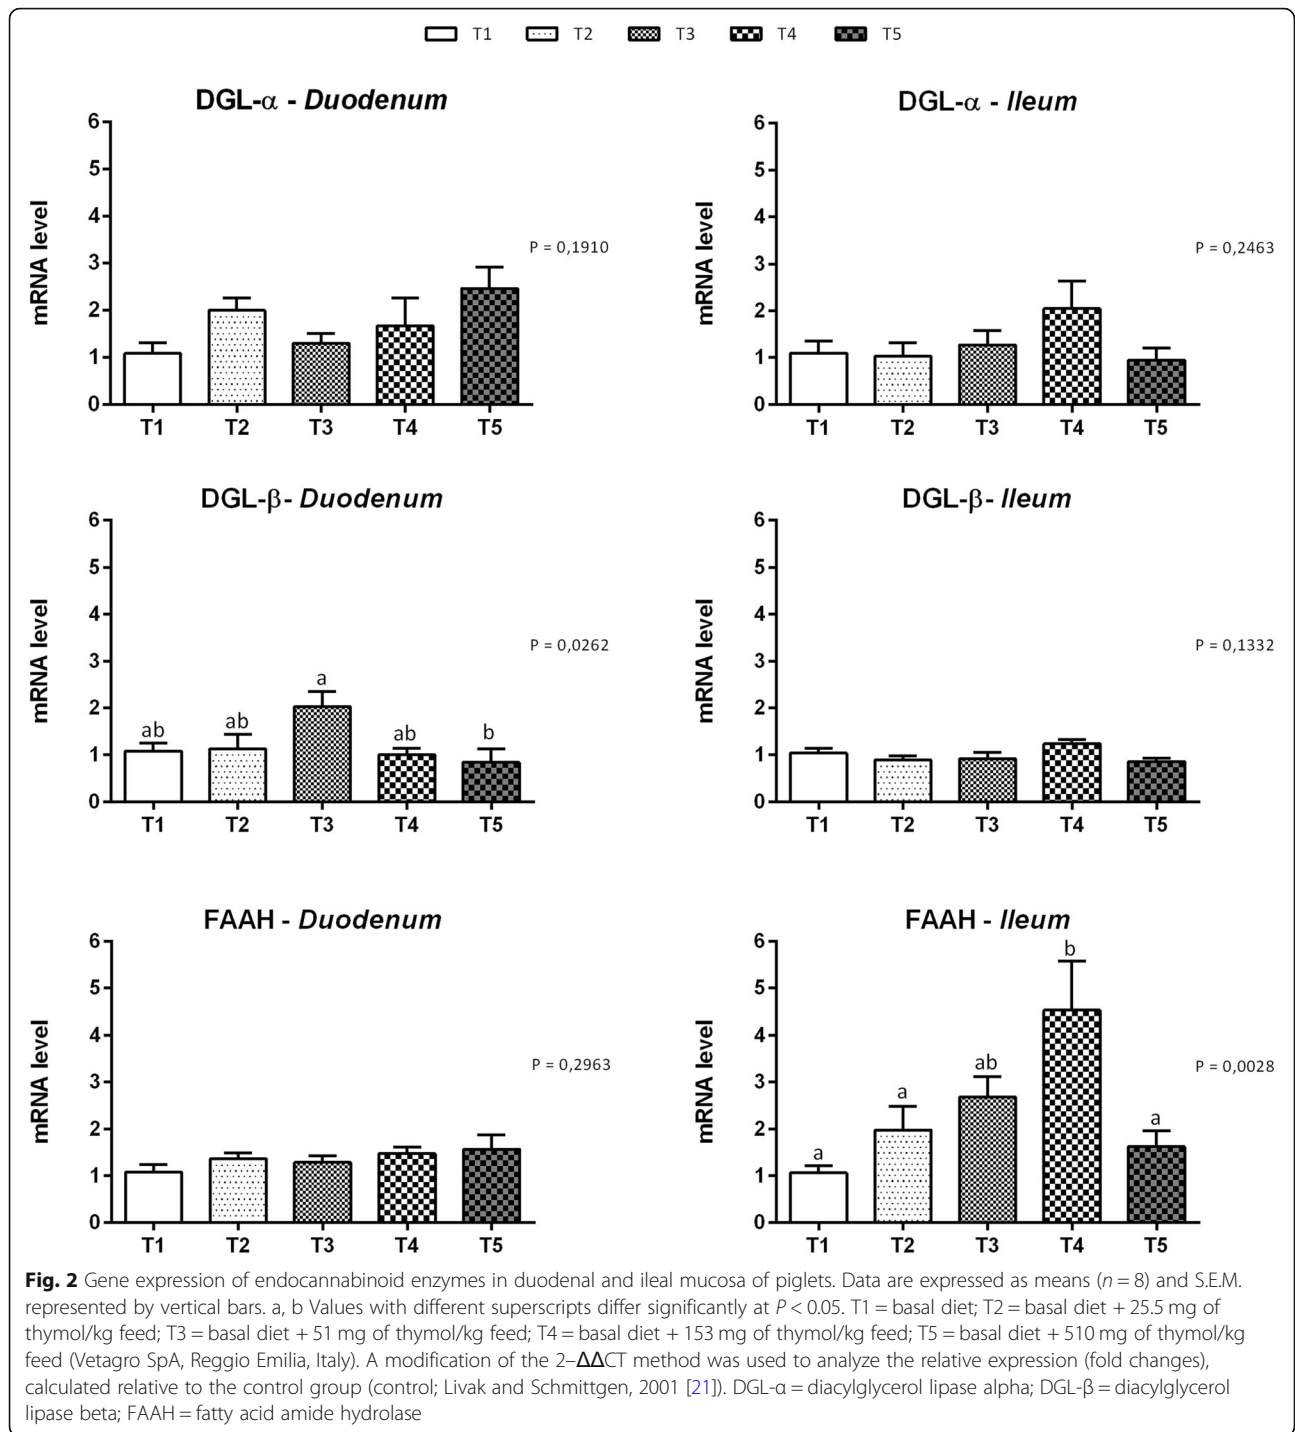 T1 T2 T3 T4 T5
DGL-α - Duodenum
6
5
4
3
2
1
0
mRNA level
P = 0,1910
T1 T2 T3 T4 T5
DGL-α - Ileum
6
5
4
3
2
1
0
mRNA level
P = 0,2463
T1 T2 T3 T4 T5
DGL-β- Duodenum
6
5
4
3
2
1
0
mRNA level
ab ab a ab b
P = 0,0262
T1 T2 T3 T4 T5
DGL-β- Ileum
6
5
4
3
2
1
0
mRNA level
P = 0,1332
T1 T2 T3 T4 T5
FAAH - Duodenum
6
5
4
3
2
1
0
mRNA level
P = 0,2963
T1 T2 T3 T4 T5
FAAH - Ileum
6
5
4
3
2
1
0
mRNA level
a a ab b a
P = 0,0028
T1 T2 T3 T4 T5
Fig. 2 Gene expression of endocannabinoid enzymes in duodenal and ileal mucosa of piglets. Data are expressed as means (n = 8) and S.E.M.
represented by vertical bars. a, b Values with different superscripts differ significantly at P < 0.05. T1 = basal diet; T2 = basal diet + 25.5 mg of
thymol/kg feed; T3 = basal diet + 51 mg of thymol/kg feed; T4 = basal diet + 153 mg of thymol/kg feed; T5 = basal diet + 510 mg of thymol/kg
feed (Vetagro SpA, Reggio Emilia, Italy). A modification of the 2–ΔΔCT method was used to analyze the relative expression (fold changes),
calculated relative to the control group (control; Livak and Schmittgen, 2001 [21]). DGL-α = diacylglycerol lipase alpha; DGL-β = diacylglycerol
lipase beta; FAAH = fatty acid amide hydrolase